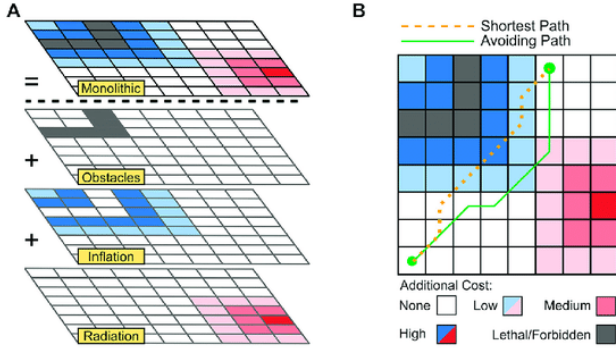 A
=
Monolithic
+
Obstacles
+
Inflation
Radiation
B
Shortest Path
Avoiding Path
Additional Cost:
None
Low
Medium
High
Lethal/Forbidden